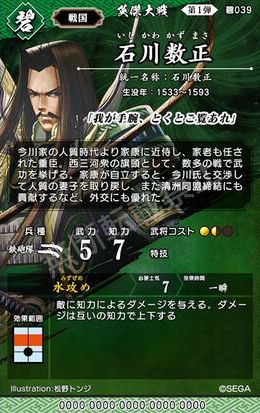 碧
戦国
英傑大戦
第1弾
碧039
いしかわ かずまさ
石川数正
統一名称：石川数正
生没年：1533~1593
「我が手腕、とくとご覧あれ」
今川家の人質時代より家康に近侍し、家老も任さ
れた重臣。西三河衆の旗頭として、数多の戦で武
功を挙げる。家康が自立すると、今川氏と交渉し
て人質の妻子を取り戻し、また清洲同盟締結にも
貢献するなど、外交にも優れた。
兵種 武力 知力 武将コスト
鉄砲隊 5 7 特技
みずぜめ
水攻め
必要士気 効果時間
7 一瞬
効果範囲
敵に知力によるダメージを与える。ダメー
ジは互いの知力で上下する
Illustration:松野トンジ
©SEGA
0000-0000-0000-0000-0000